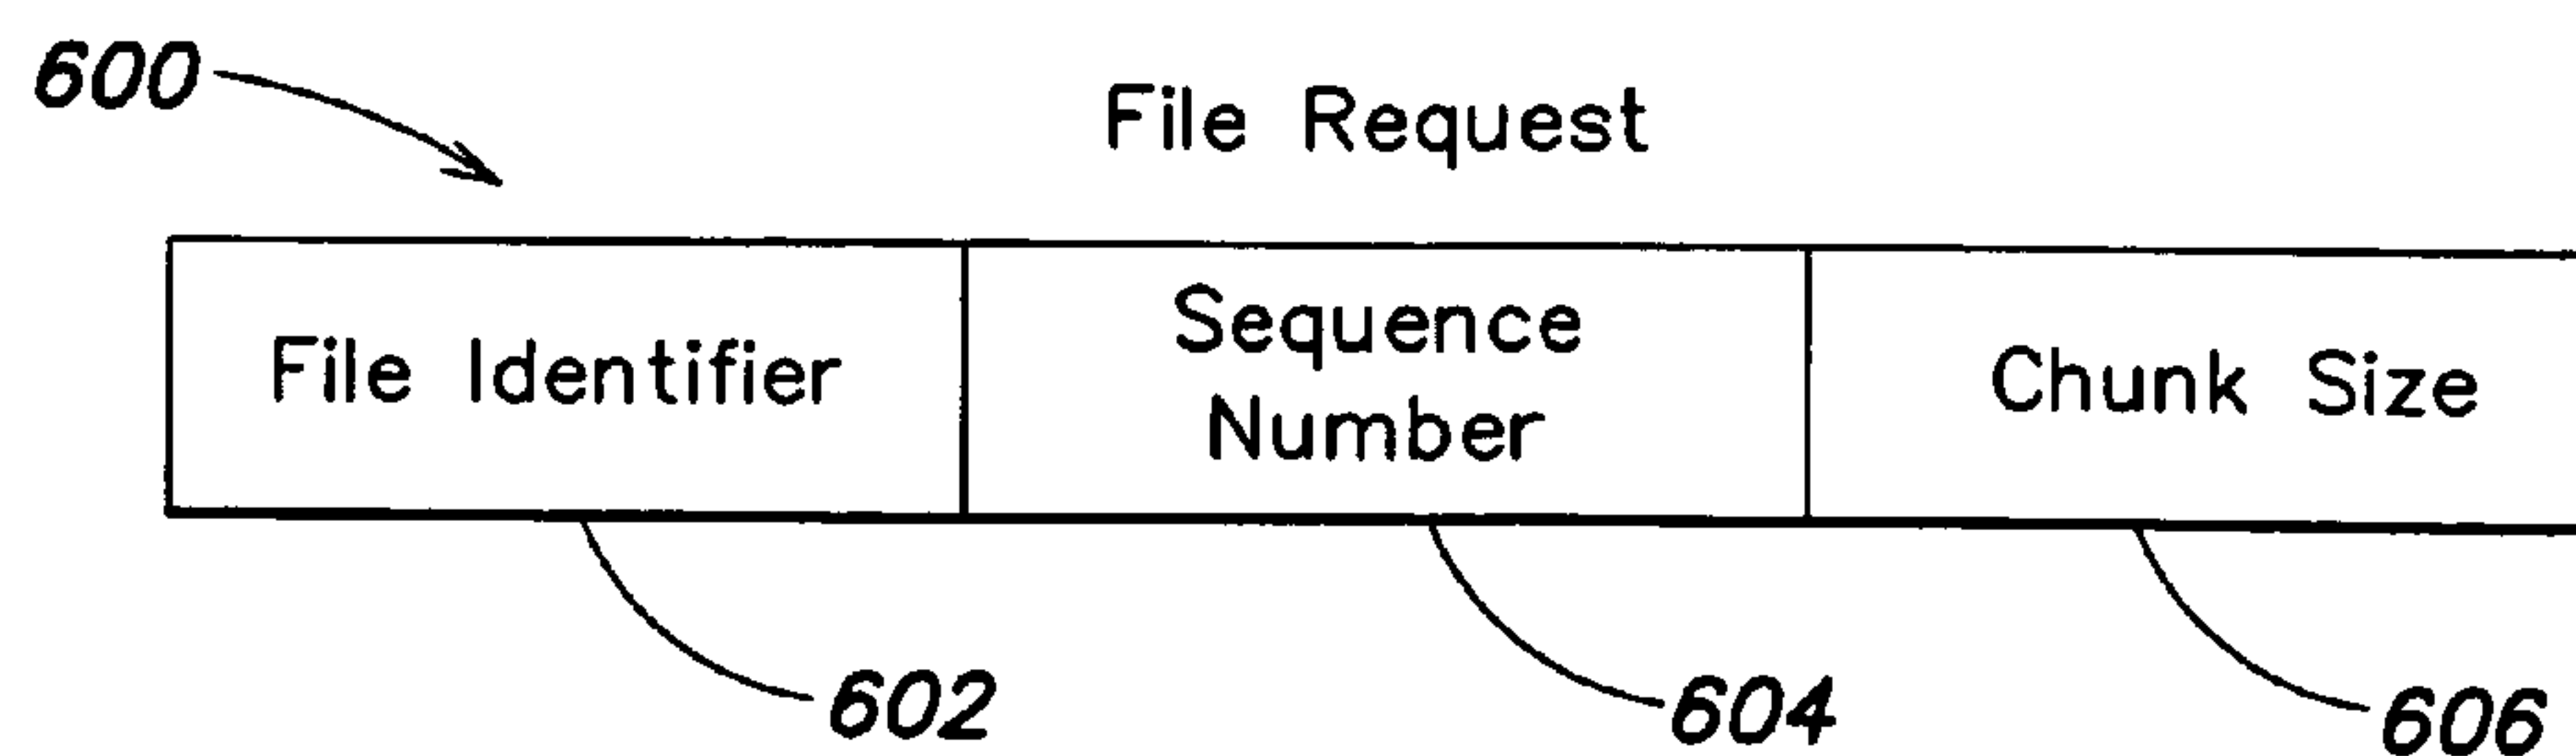 600
File Request
File Identifier
Sequence
Number
Chunk Size
602
604
606